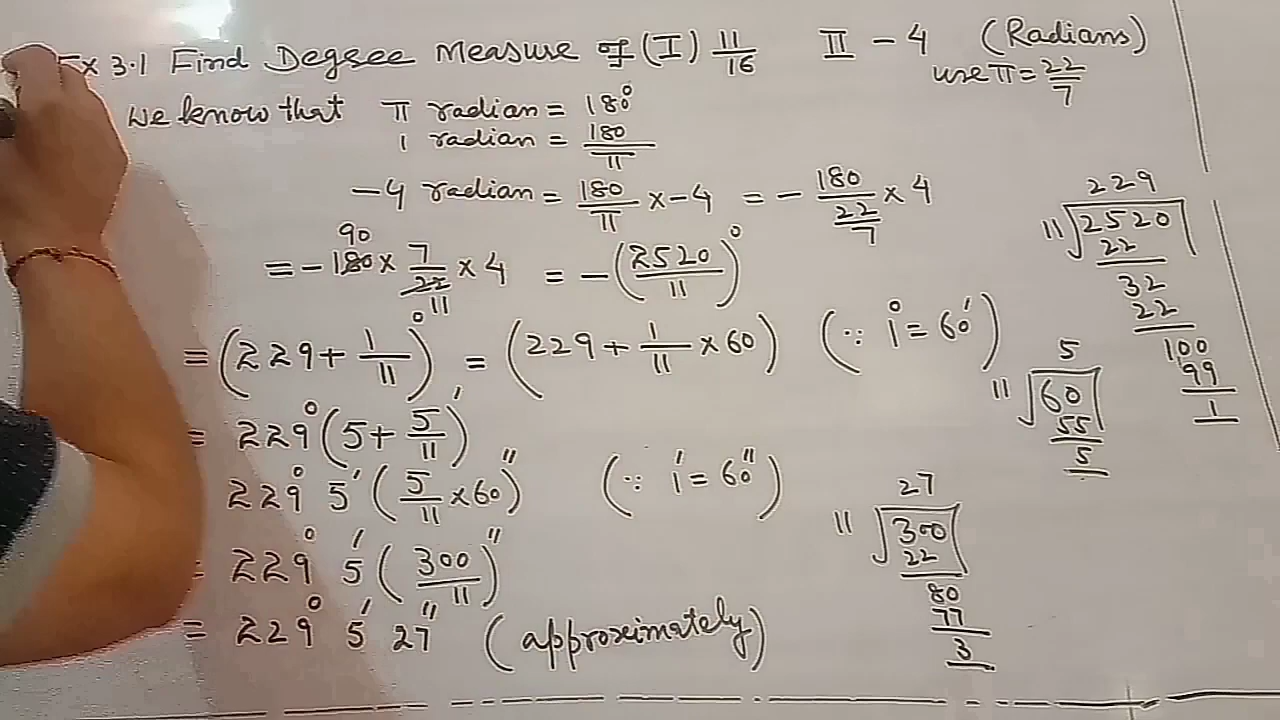 Ex 3.1 Find Degree Measure of (I) 11/16 II - 4 (Radians)
use π = 22/7
We know that π radian = 180°
1 radian = 180/π
-4 radian = 180/π × -4 = - 180/(22/7) × 4
= - 180 × 7/22 × 4 = - (2520/11)°
90
11
= (229 + 1/11)° = (229 + 1/11 × 60) (∵ 1° = 60′)
= 229° (5 + 5/11)′
229° 5′ (5/11 × 60)″ (∵ 1′ = 60″)
= 229° 5′ (300/11)″
= 229° 5′ 27″ (approximately)
229
11 √2520
22
32
22
100
99
1
5
11 √60
55
5
27
11 √300
22
80
77
3